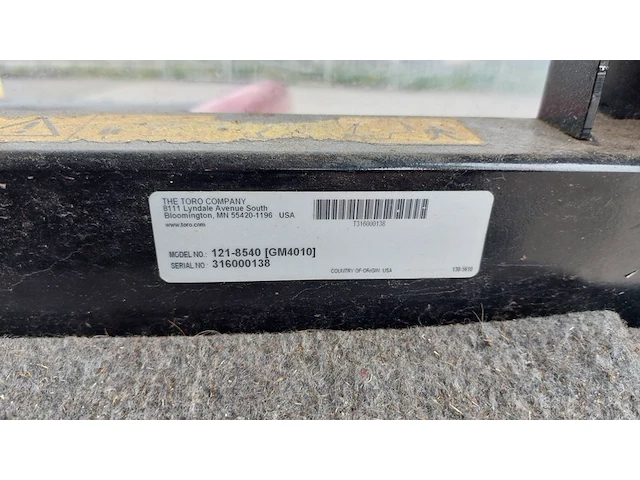 THE TORO COMPANY
8111 Lyndale Avenue South
Bloomington, MN 55420-1196 USA
www.toro.com
T316000138
MODEL NO.: 121-8540 [GM4010]
SERIAL NO: 316000138
COUNTRY OF ORIGIN: USA